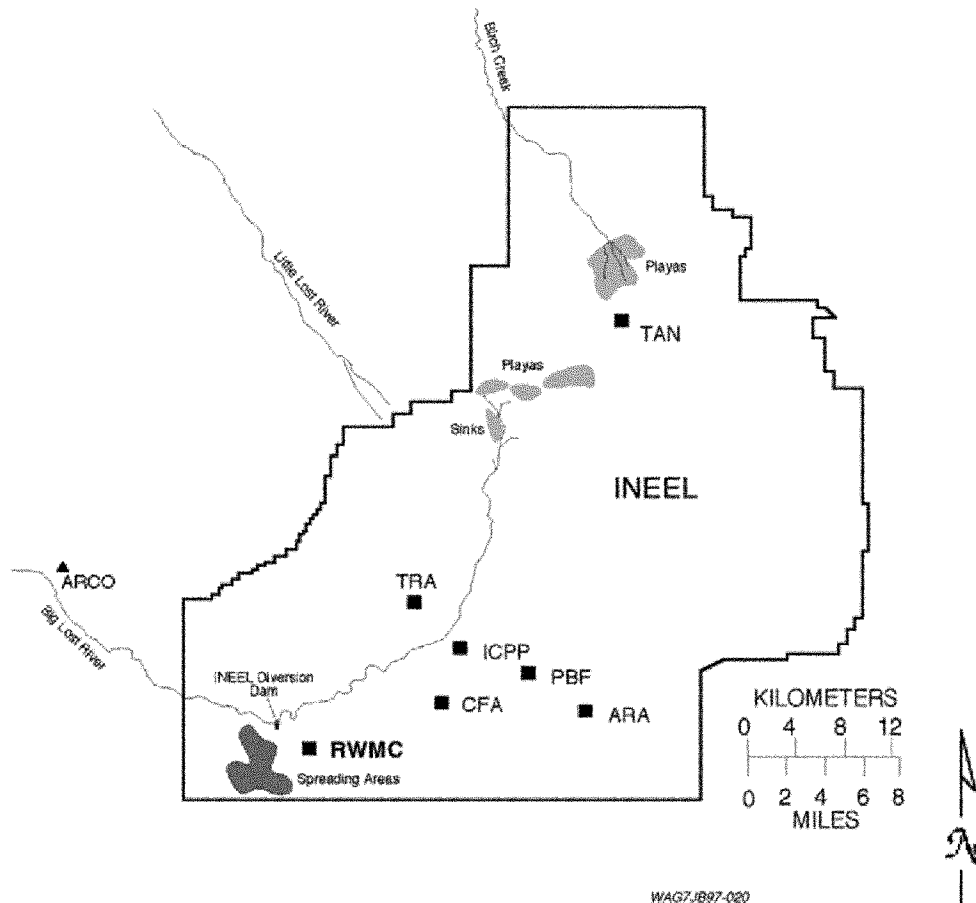 Birch Creek
Little Lost River
Playas
TAN
Playas
Sinks
INEEL
ARCO
TRA
Big Lost River
ICPP
INEEL Diversion
Dam
PBF
CFA
ARA
KILOMETERS
0 4 8 12
RWMC
Spreading Areas
0 2 4 6 8
MILES
N
WAG7JB97-020